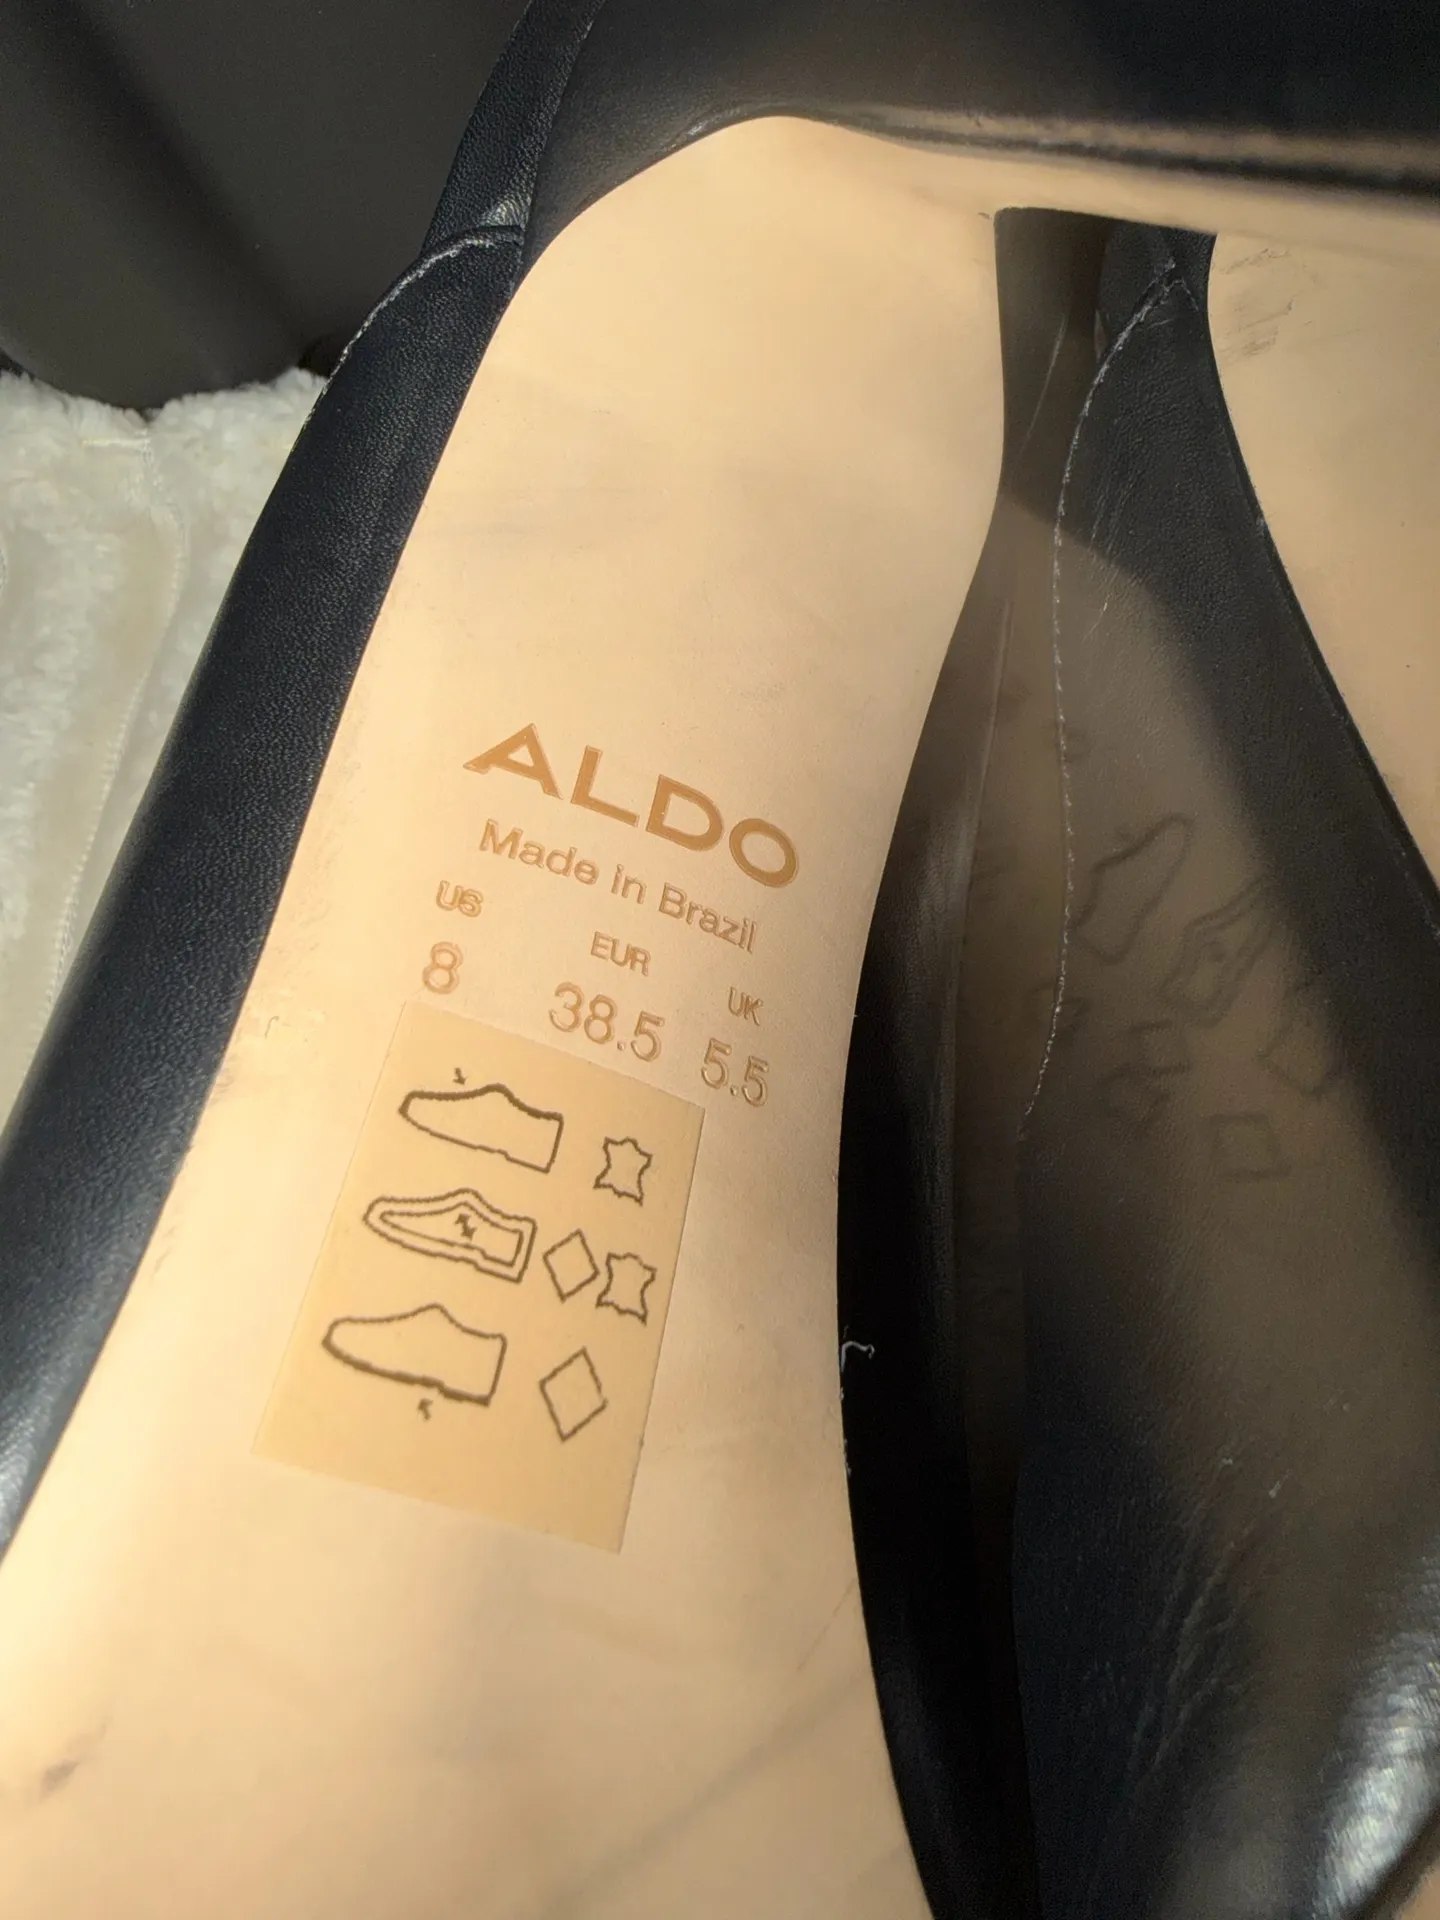 ALDO
Made in Brazil
US EUR UK
8 38.5 5.5